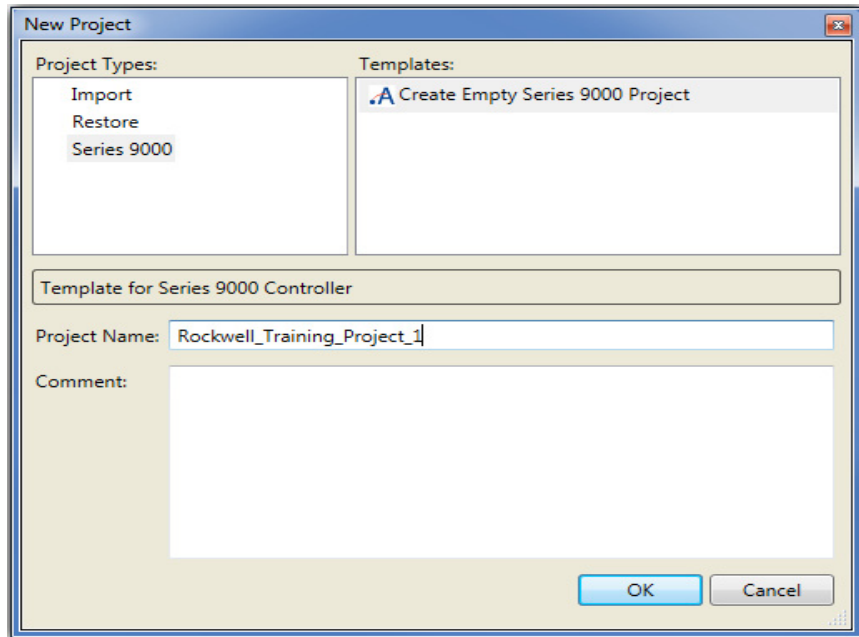 New Project
Project Types:
Import
Restore
Series 9000
Templates:
.A Create Empty Series 9000 Project
Template for Series 9000 Controller
Project Name: Rockwell_Training_Project_1
Comment:
OK Cancel